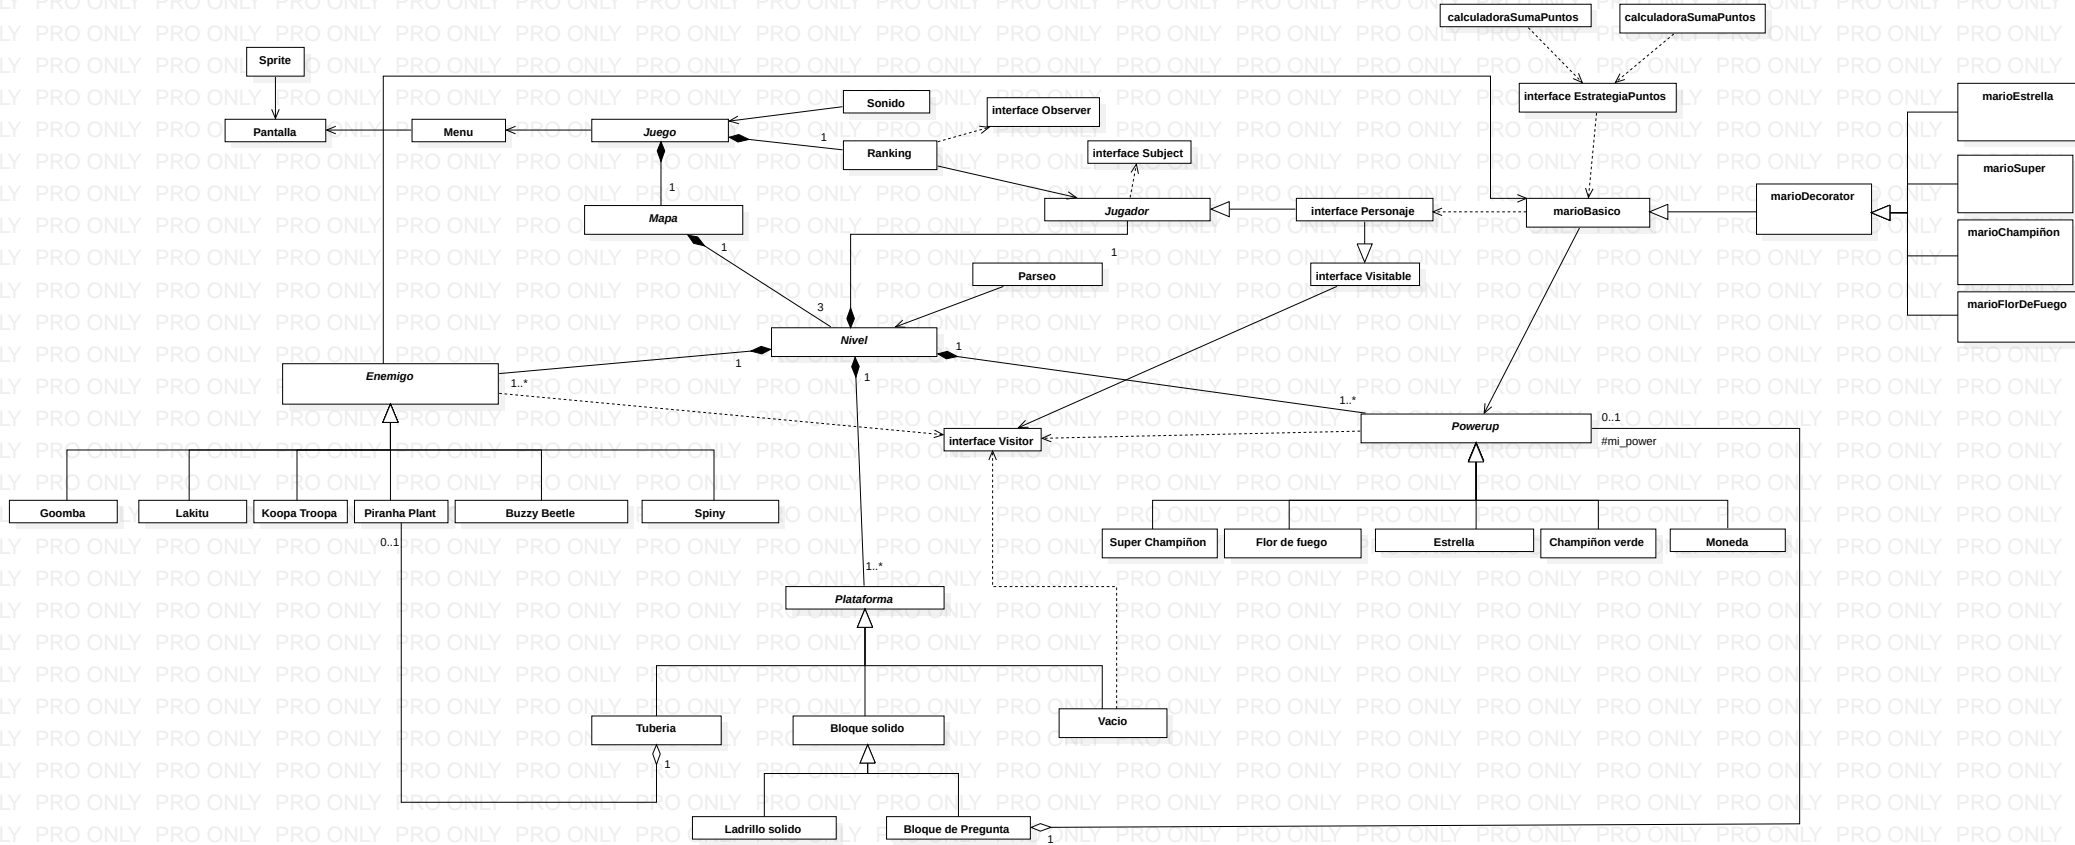 calculadoraSumaPuntos
calculadoraSumaPuntos
Sprite
interface EstrategiaPuntos
marioEstrella
Sonido
interface Observer
Pantalla
Menu
Juego
1
Ranking
interface Subject
marioSuper
1
Mapa
Jugador
interface Personaje
marioBasico
marioDecorator
marioChampiñon
1
1
Parseo
interface Visitable
3
marioFlorDeFuego
Nivel
1
1
Enemigo
1..*
1
1..*
0..1
Powerup
#mi_power
interface Visitor
Goomba
Lakitu
Koopa Troopa
Piranha Plant
Buzzy Beetle
Spiny
0..1
Super Champiñon
Flor de fuego
Estrella
Champiñon verde
Moneda
1..*
Plataforma
Tuberia
Bloque solido
Vacio
1
Ladrillo solido
Bloque de Pregunta
1
PRO ONLY